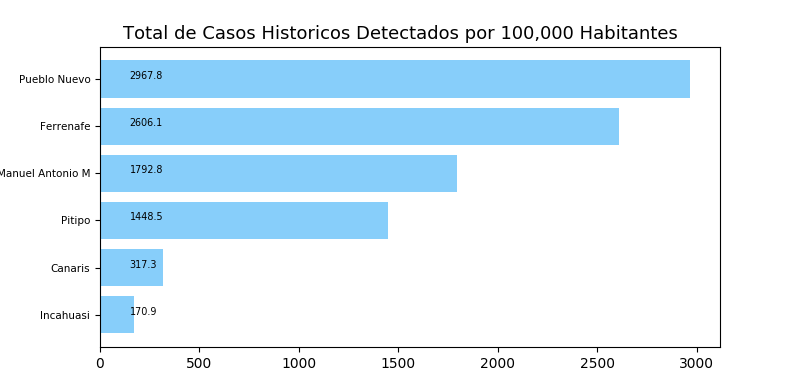 Total de Casos Historicos Detectados por 100,000 Habitantes
Pueblo Nuevo 2967.8
Ferrenafe 2606.1
Manuel Antonio M 1792.8
Pitipo 1448.5
Canaris 317.3
Incahuasi 170.9
0 500 1000 1500 2000 2500 3000